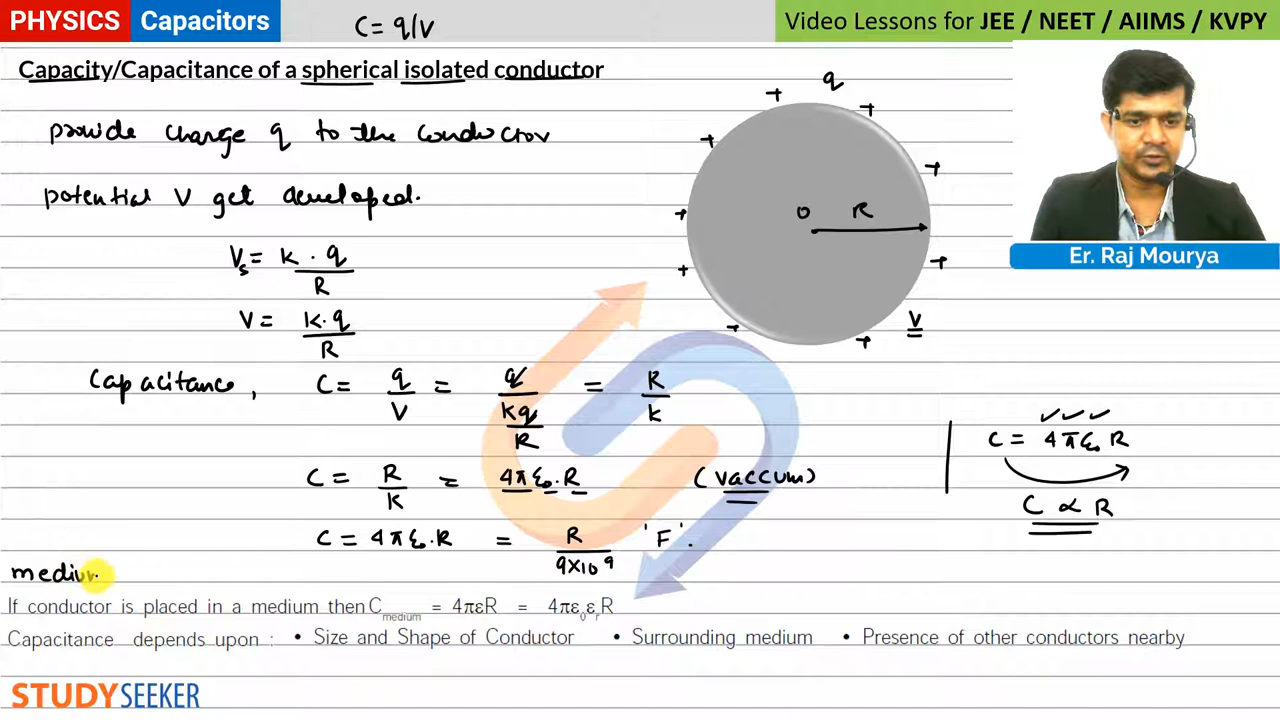 PHYSICS Capacitors C = q/V Video Lessons for JEE / NEET / AIIMS / KVPY
Capacity/Capacitance of a spherical isolated conductor
provide charge q to the conductor
potential V get developed.
Vs = K . q / R
V = K . q / R
Capacitance, C = q/V = q / (Kq/R) = R/K
C = R/K = 4πε₀ . R (vaccum)
C = 4πε₀ . R = R / 9×10⁹ 'F'.
medium
q
+ + + + + + + + + +
O R
V
C = 4πε₀ R
C ∝ R
Er. Raj Mourya
If conductor is placed in a medium then C medium = 4πεR = 4πε₀εᵣR
Capacitance depends upon : • Size and Shape of Conductor • Surrounding medium • Presence of other conductors nearby
STUDYSEEKER